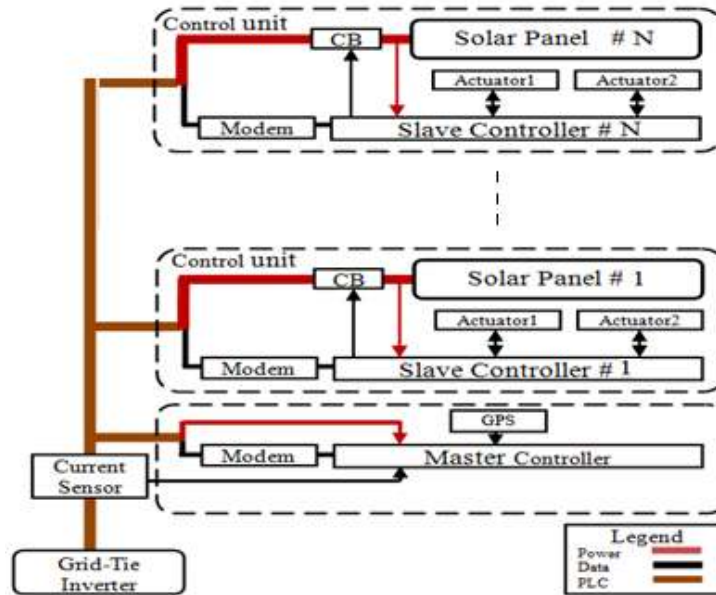 Control unit
CB
Solar Panel # N
Actuator1
Actuator2
Modem
Slave Controller # N
Control unit
CB
Solar Panel # 1
Actuator1
Actuator2
Modem
Slave Controller # 1
GPS
Modem
Master Controller
Current
Sensor
Grid-Tie
Inverter
Legend
Power
Data
PLC